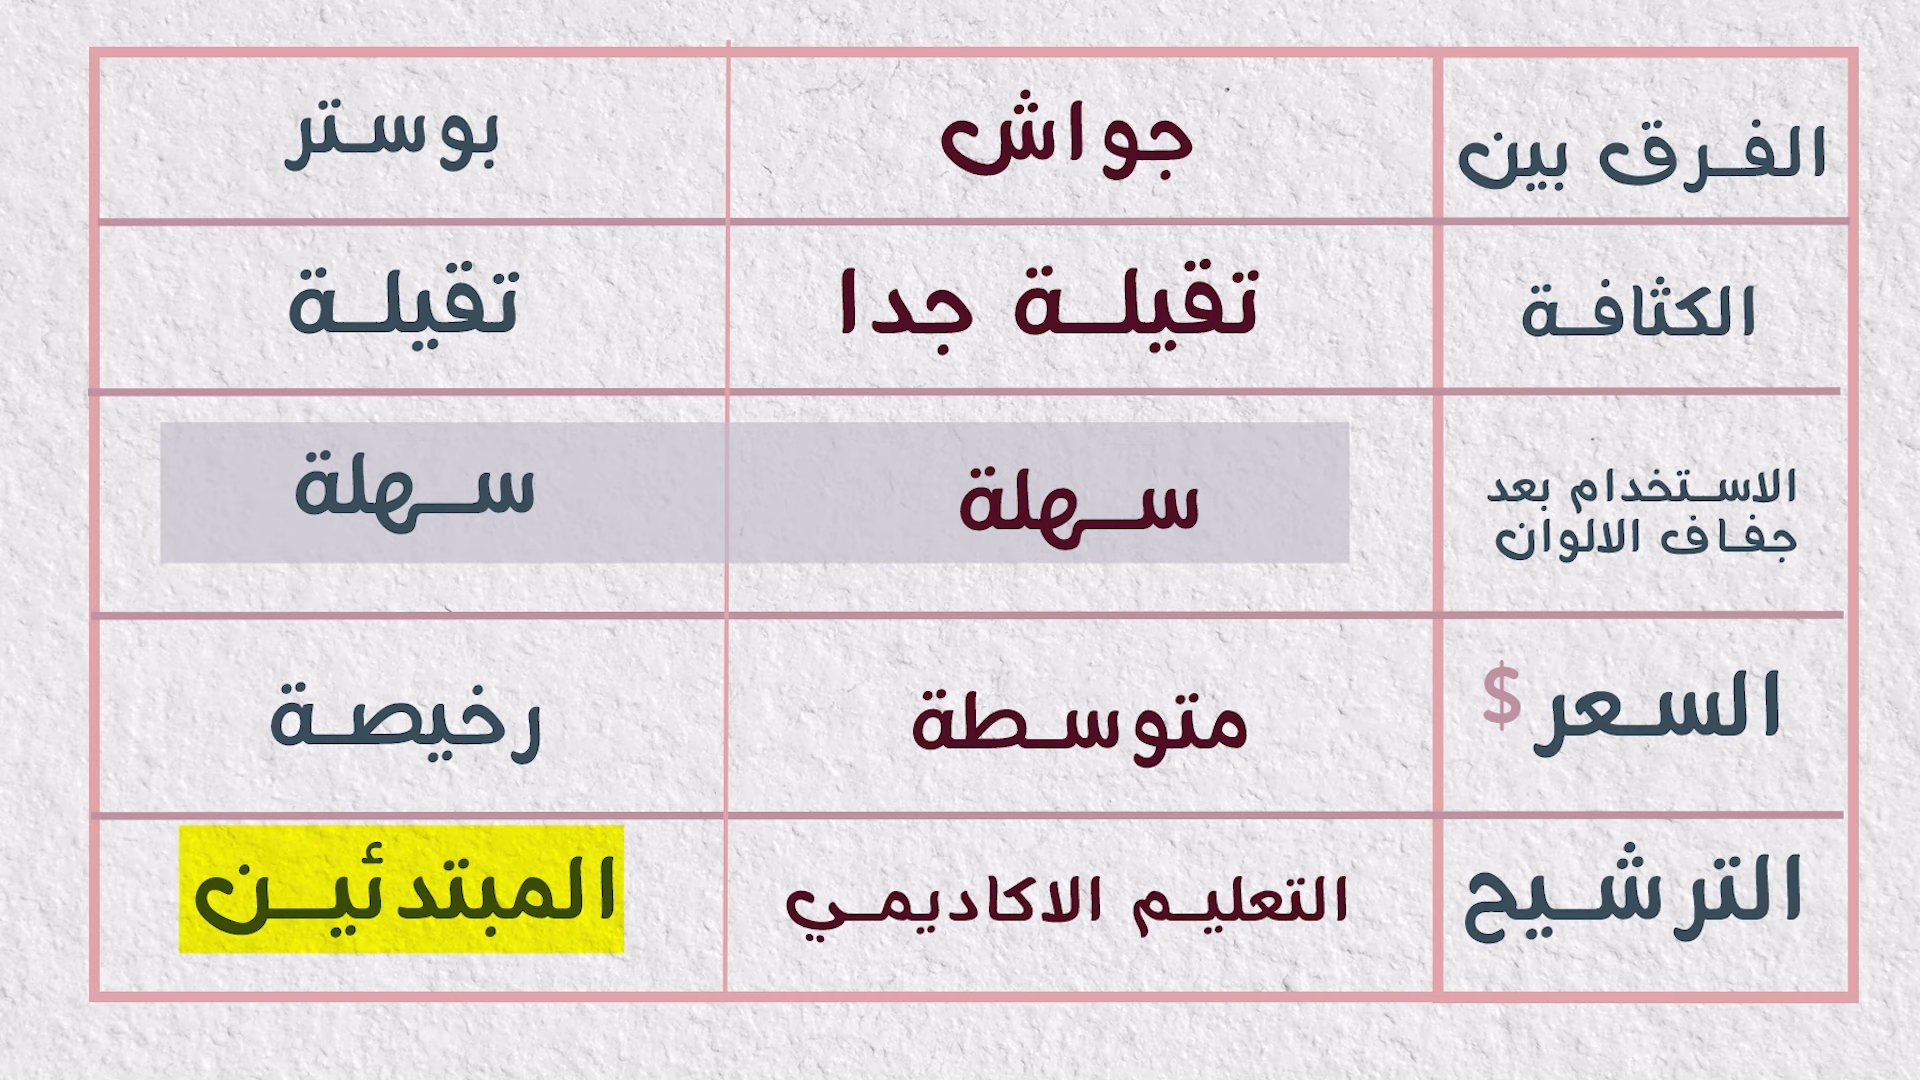 الفرق بين
جواش
بوستر
الكثافة
تقيلة جدا
تقيلة
الاستخدام بعد
جفاف الالوان
سهلة
سهلة
السعر $
متوسطة
رخيصة
الترشيح
التعليم الاكاديمي
المبتدئين